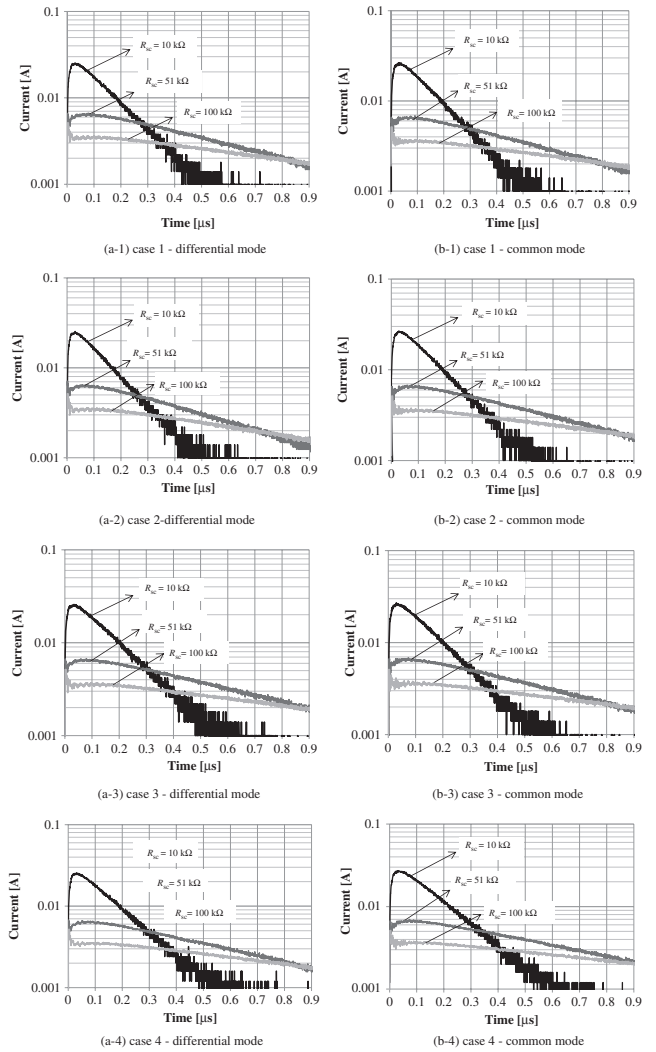 0.1
0.01
0.001
Current [A]
R_sc = 10 kΩ
R_sc = 51 kΩ
R_sc = 100 kΩ
0 0.1 0.2 0.3 0.4 0.5 0.6 0.7 0.8 0.9
Time [μs]
(a-1) case 1 - differential mode
0.1
0.01
0.001
Current [A]
R_sc = 10 kΩ
R_sc = 51 kΩ
R_sc = 100 kΩ
0 0.1 0.2 0.3 0.4 0.5 0.6 0.7 0.8 0.9
Time [μs]
(b-1) case 1 - common mode
0.1
0.01
0.001
Current [A]
R_sc = 10 kΩ
R_sc = 51 kΩ
R_sc = 100 kΩ
0 0.1 0.2 0.3 0.4 0.5 0.6 0.7 0.8 0.9
Time [μs]
(a-2) case 2-differential mode
0.1
0.01
0.001
Current [A]
R_sc = 10 kΩ
R_sc = 51 kΩ
R_sc = 100 kΩ
0 0.1 0.2 0.3 0.4 0.5 0.6 0.7 0.8 0.9
Time [μs]
(b-2) case 2 - common mode
0.1
0.01
0.001
Current [A]
R_sc = 10 kΩ
R_sc = 51 kΩ
R_sc = 100 kΩ
0 0.1 0.2 0.3 0.4 0.5 0.6 0.7 0.8 0.9
Time [μs]
(a-3) case 3 - differential mode
0.1
0.01
0.001
Current [A]
R_sc = 10 kΩ
R_sc = 51 kΩ
R_sc = 100 kΩ
0 0.1 0.2 0.3 0.4 0.5 0.6 0.7 0.8 0.9
Time [μs]
(b-3) case 3 - common mode
0.1
0.01
0.001
Current [A]
R_sc = 10 kΩ
R_sc = 51 kΩ
R_sc = 100 kΩ
0 0.1 0.2 0.3 0.4 0.5 0.6 0.7 0.8 0.9
Time [μs]
(a-4) case 4 - differential mode
0.1
0.01
0.001
Current [A]
R_sc = 10 kΩ
R_sc = 51 kΩ
R_sc = 100 kΩ
0 0.1 0.2 0.3 0.4 0.5 0.6 0.7 0.8 0.9
Time [μs]
(b-4) case 4 - common mode